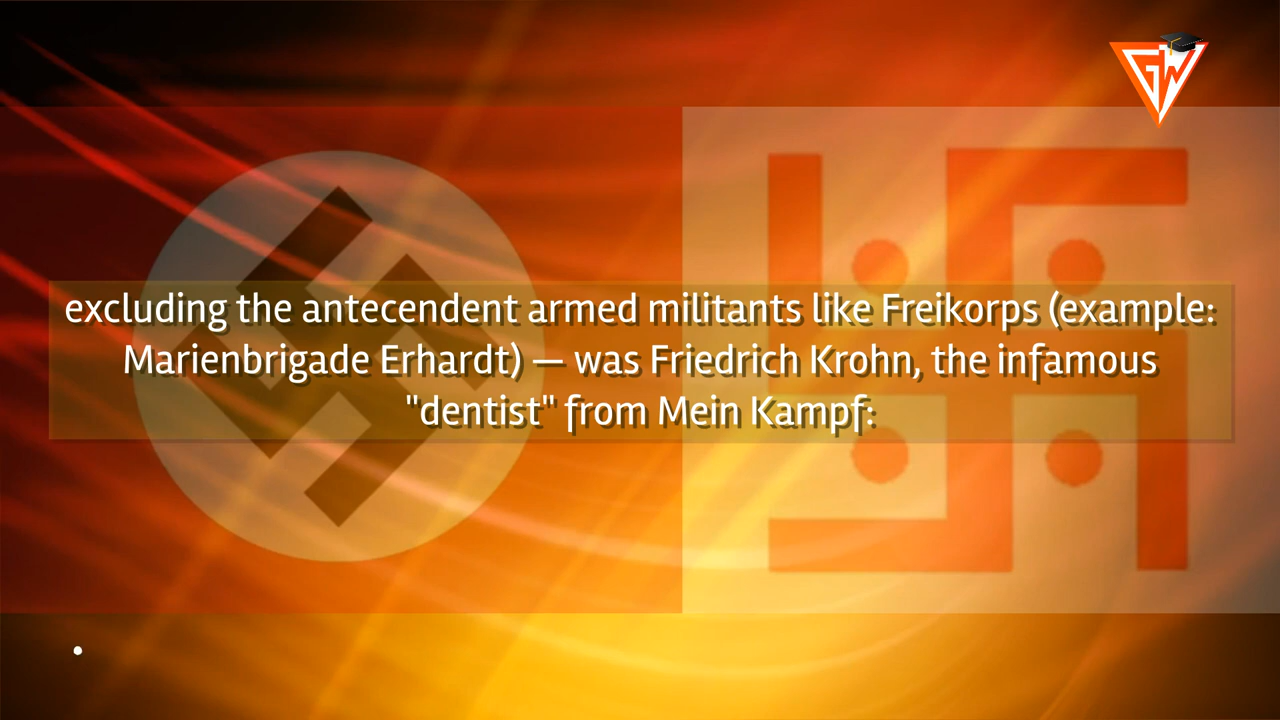 GW
excluding the antecendent armed militants like Freikorps (example:
Marienbrigade Erhardt) — was Friedrich Krohn, the infamous
"dentist" from Mein Kampf: